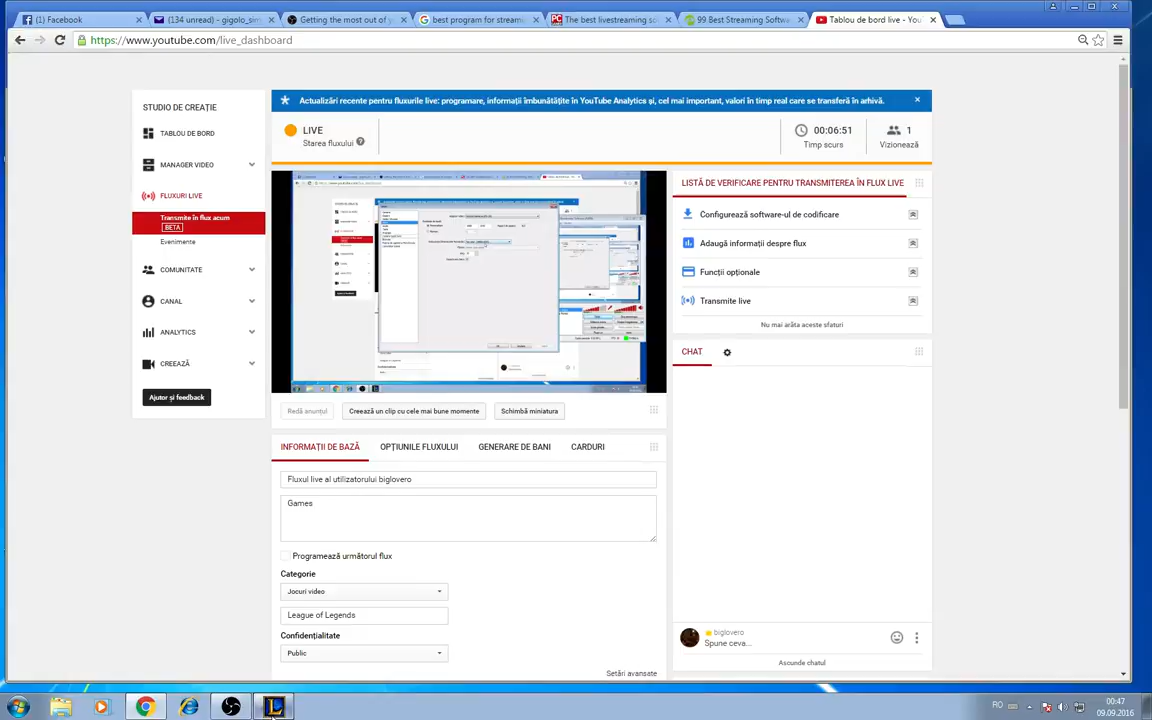 Facebook
(134 unread) - gigolo_sim
Getting the most out of y
best program for streami
The best livestreaming so
99 Best Streaming Softw
Tablou de bord live - You
https://www.youtube.com/live_dashboard
STUDIO DE CREAȚIE
TABLOU DE BORD
MANAGER VIDEO
FLUXURI LIVE
Transmite în flux acum
BETA
Evenimente
COMUNITATE
CANAL
ANALYTICS
CREEAZĂ
Ajutor și feedback
Actualizări recente pentru fluxurile live: programare, informații îmbunătățite în YouTube Analytics și, cel mai important, valori în timp real care se transferă în arhivă.
LIVE
Starea fluxului
00:06:51
Timp scurs
1
Vizionează
Redă anunțul
Creează un clip cu cele mai bune momente
Schimbă miniatura
INFORMAȚII DE BAZĂ
OPȚIUNILE FLUXULUI
GENERARE DE BANI
CARDURI
Fluxul live al utilizatorului biglovero
Games
Programează următorul flux
Categorie
Jocuri video
League of Legends
Confidențialitate
Public
Setări avansate
LISTĂ DE VERIFICARE PENTRU TRANSMITEREA ÎN FLUX LIVE
Configurează software-ul de codificare
Adaugă informații despre flux
Funcții opționale
Transmite live
Nu mai arăta aceste sfaturi
CHAT
biglovero
Spune ceva...
Ascunde chatul
RO
00:47
09.09.2016